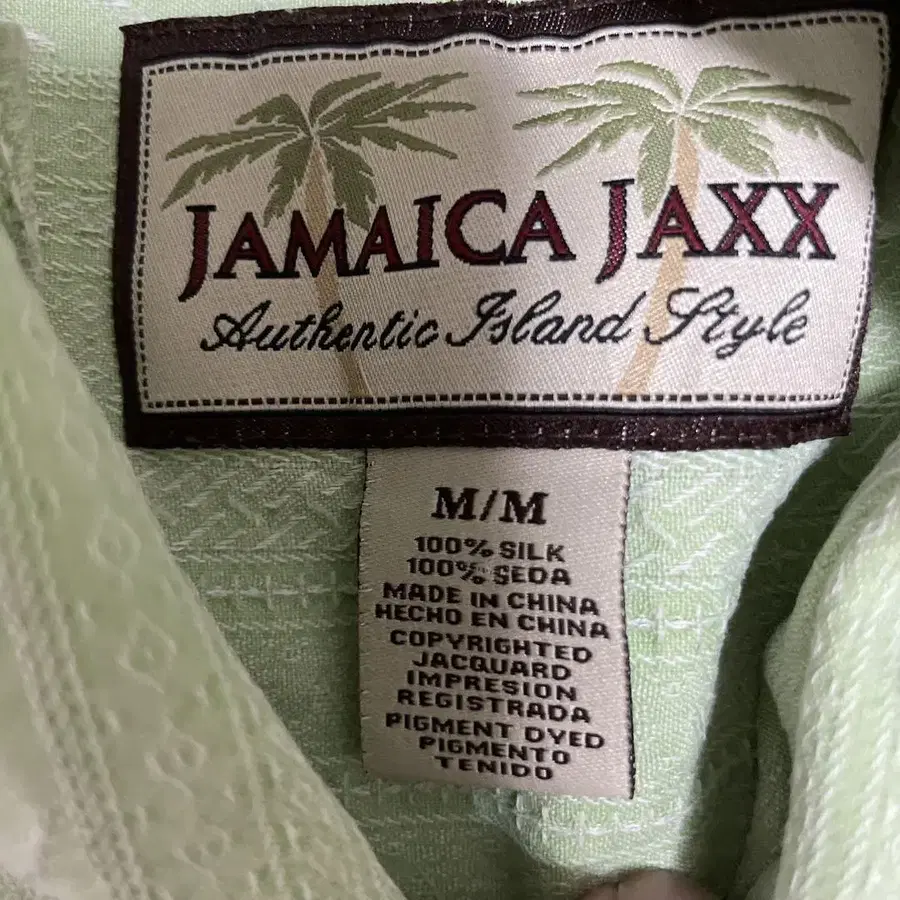 JAMAICA JAXX
Authentic Island Style
M/M
100% SILK
100% SEDA
MADE IN CHINA
HECHO EN CHINA
COPYRIGHTED
JACQUARD
IMPRESION
REGISTRADA
PIGMENT DYED
PIGMENTO
TENIDO